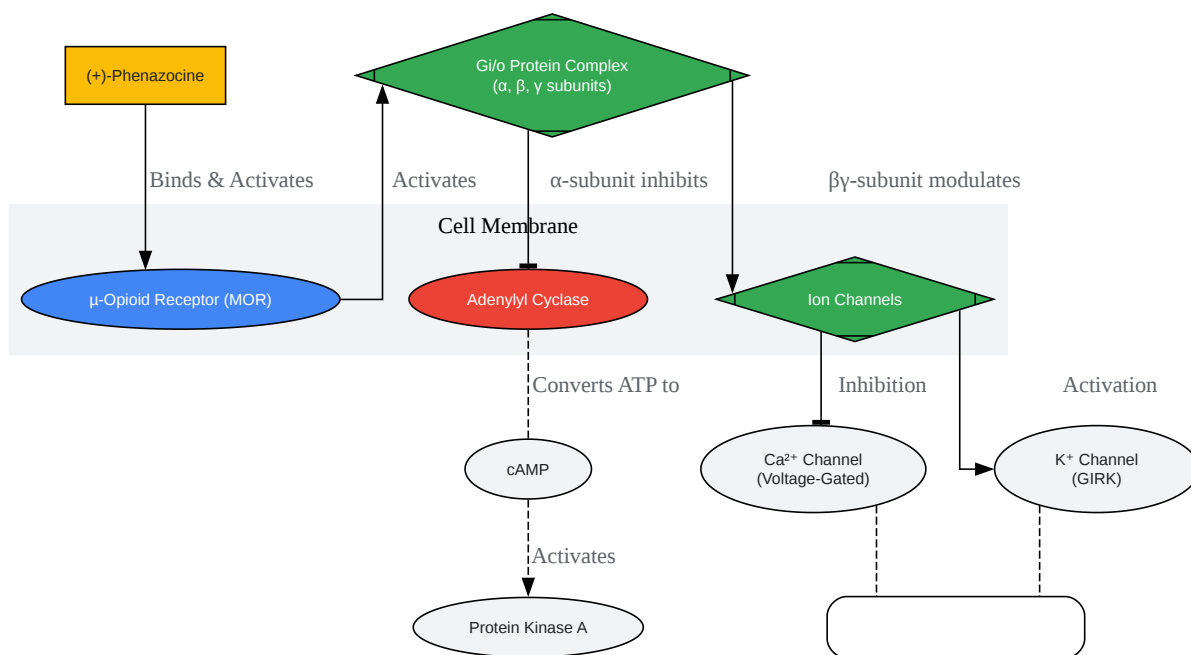 (+)-Phenazocine
Gi/o Protein Complex
(α, β, γ subunits)
Binds & Activates
Activates
α-subunit inhibits
βγ-subunit modulates
Cell Membrane
μ-Opioid Receptor (MOR)
Adenylyl Cyclase
Ion Channels
Converts ATP to
Inhibition
Activation
cAMP
Ca²⁺ Channel
(Voltage-Gated)
K⁺ Channel
(GIRK)
Activates
Protein Kinase A